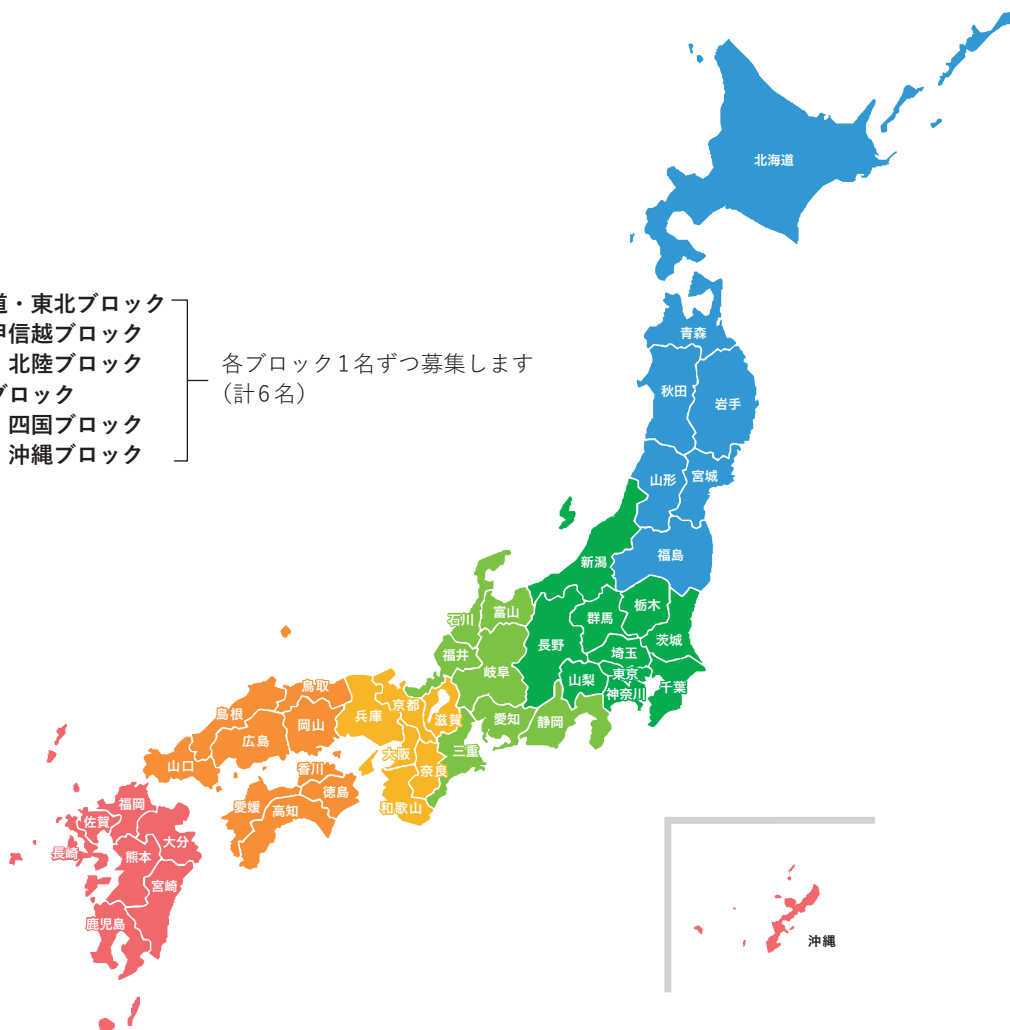 道・東北ブロック
甲信越ブロック
北陸ブロック
ブロック
四国ブロック
沖縄ブロック
各ブロック1名ずつ募集します
(計6名)
北海道
青森
秋田
岩手
山形
宮城
福島
新潟
栃木
群馬
茨城
石川
富山
長野
埼玉
福井
岐阜
山梨
東京
千葉
神奈川
鳥取
京都
滋賀
愛知
静岡
島根
岡山
兵庫
広島
大阪
三重
山口
香川
奈良
徳島
福岡
愛媛
高知
和歌山
佐賀
大分
長崎
熊本
宮崎
鹿児島
沖縄